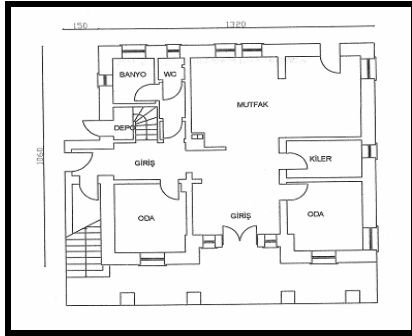 150
1320
BANYO
WC
MUTFAK
DEPO
1060
GİRİŞ
KİLER
ODA
GİRİŞ
ODA